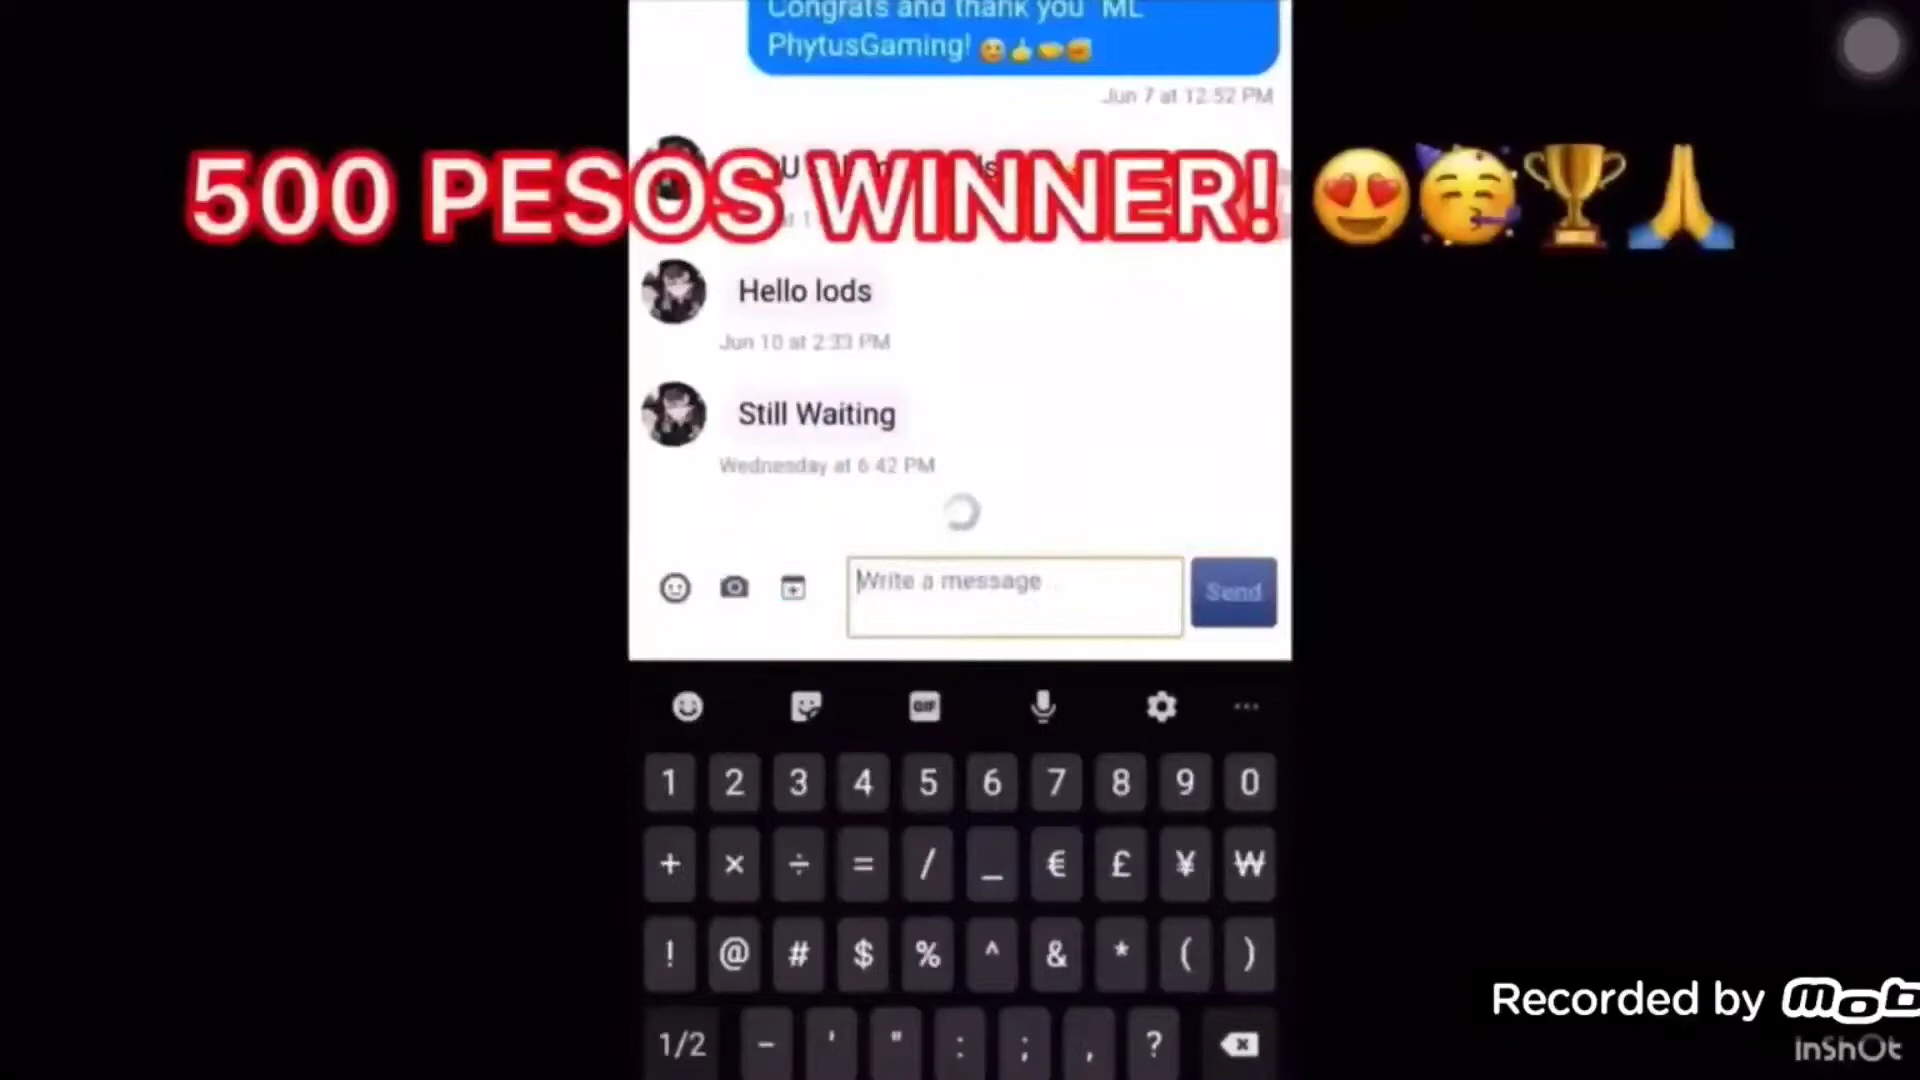 Congrats and thank you "ML
PhytusGaming! 
Jun 7 at 12:52 PM
500 PESOS WINNER! 😍🥳🏆🙏
Hello lods
Jun 10 at 2:33 PM
Still Waiting
Wednesday at 6:42 PM
Write a message...
Send
GIF
1 2 3 4 5 6 7 8 9 0
+ × ÷ = / _ € £ ¥ ₩
! @ # $ % ^ & * ( )
1/2 - ' " : ; , ?
Recorded by
InShOt